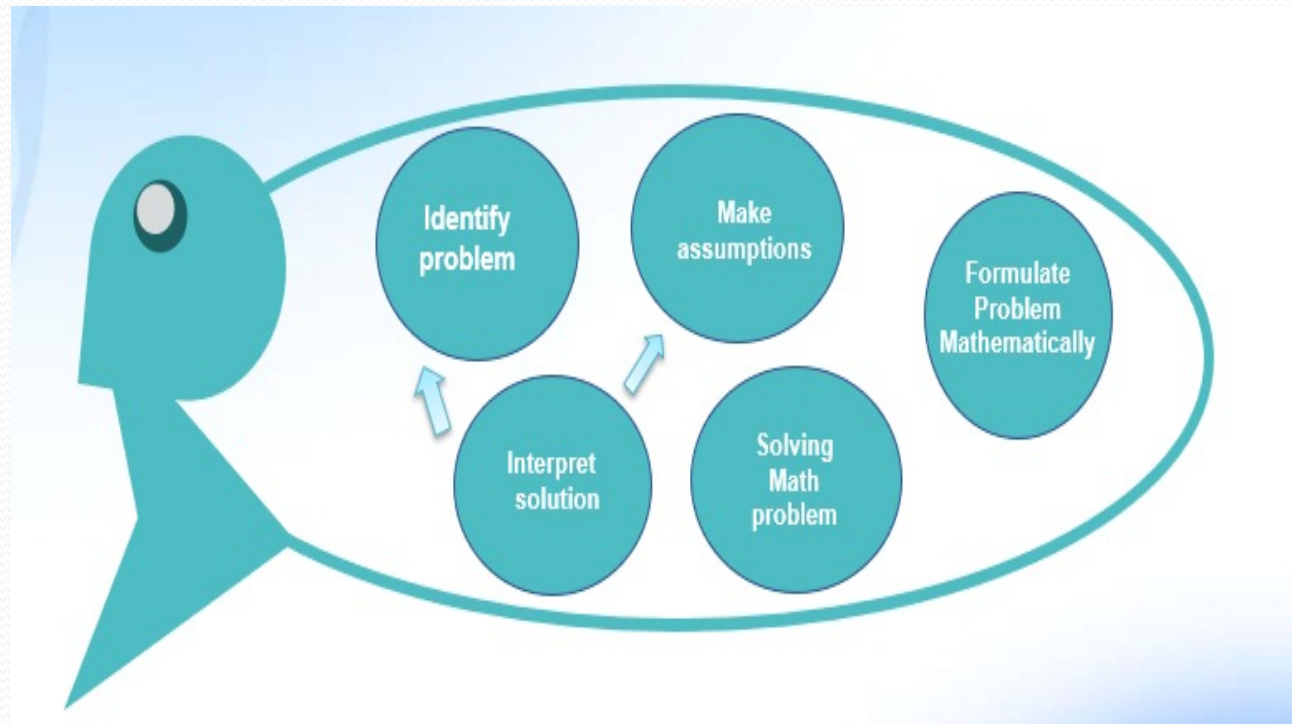 Identify
problem
Make
assumptions
Formulate
Problem
Mathematically
Interpret
solution
Solving
Math
problem